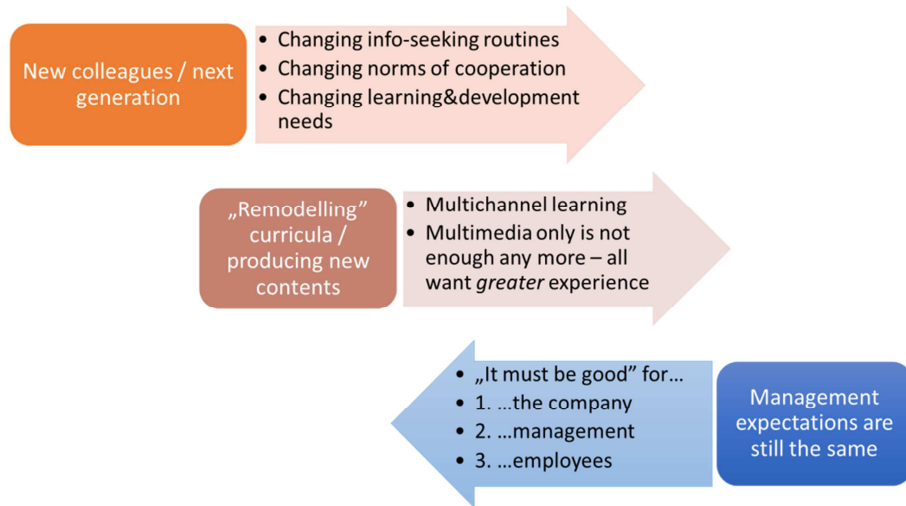 New colleagues / next
generation
• Changing info-seeking routines
• Changing norms of cooperation
• Changing learning&development
needs
„Remodelling”
curricula /
producing new
contents
• Multichannel learning
• Multimedia only is not
enough any more – all
want greater experience
• „It must be good” for…
• 1. …the company
• 2. …management
• 3. …employees
Management
expectations are
still the same